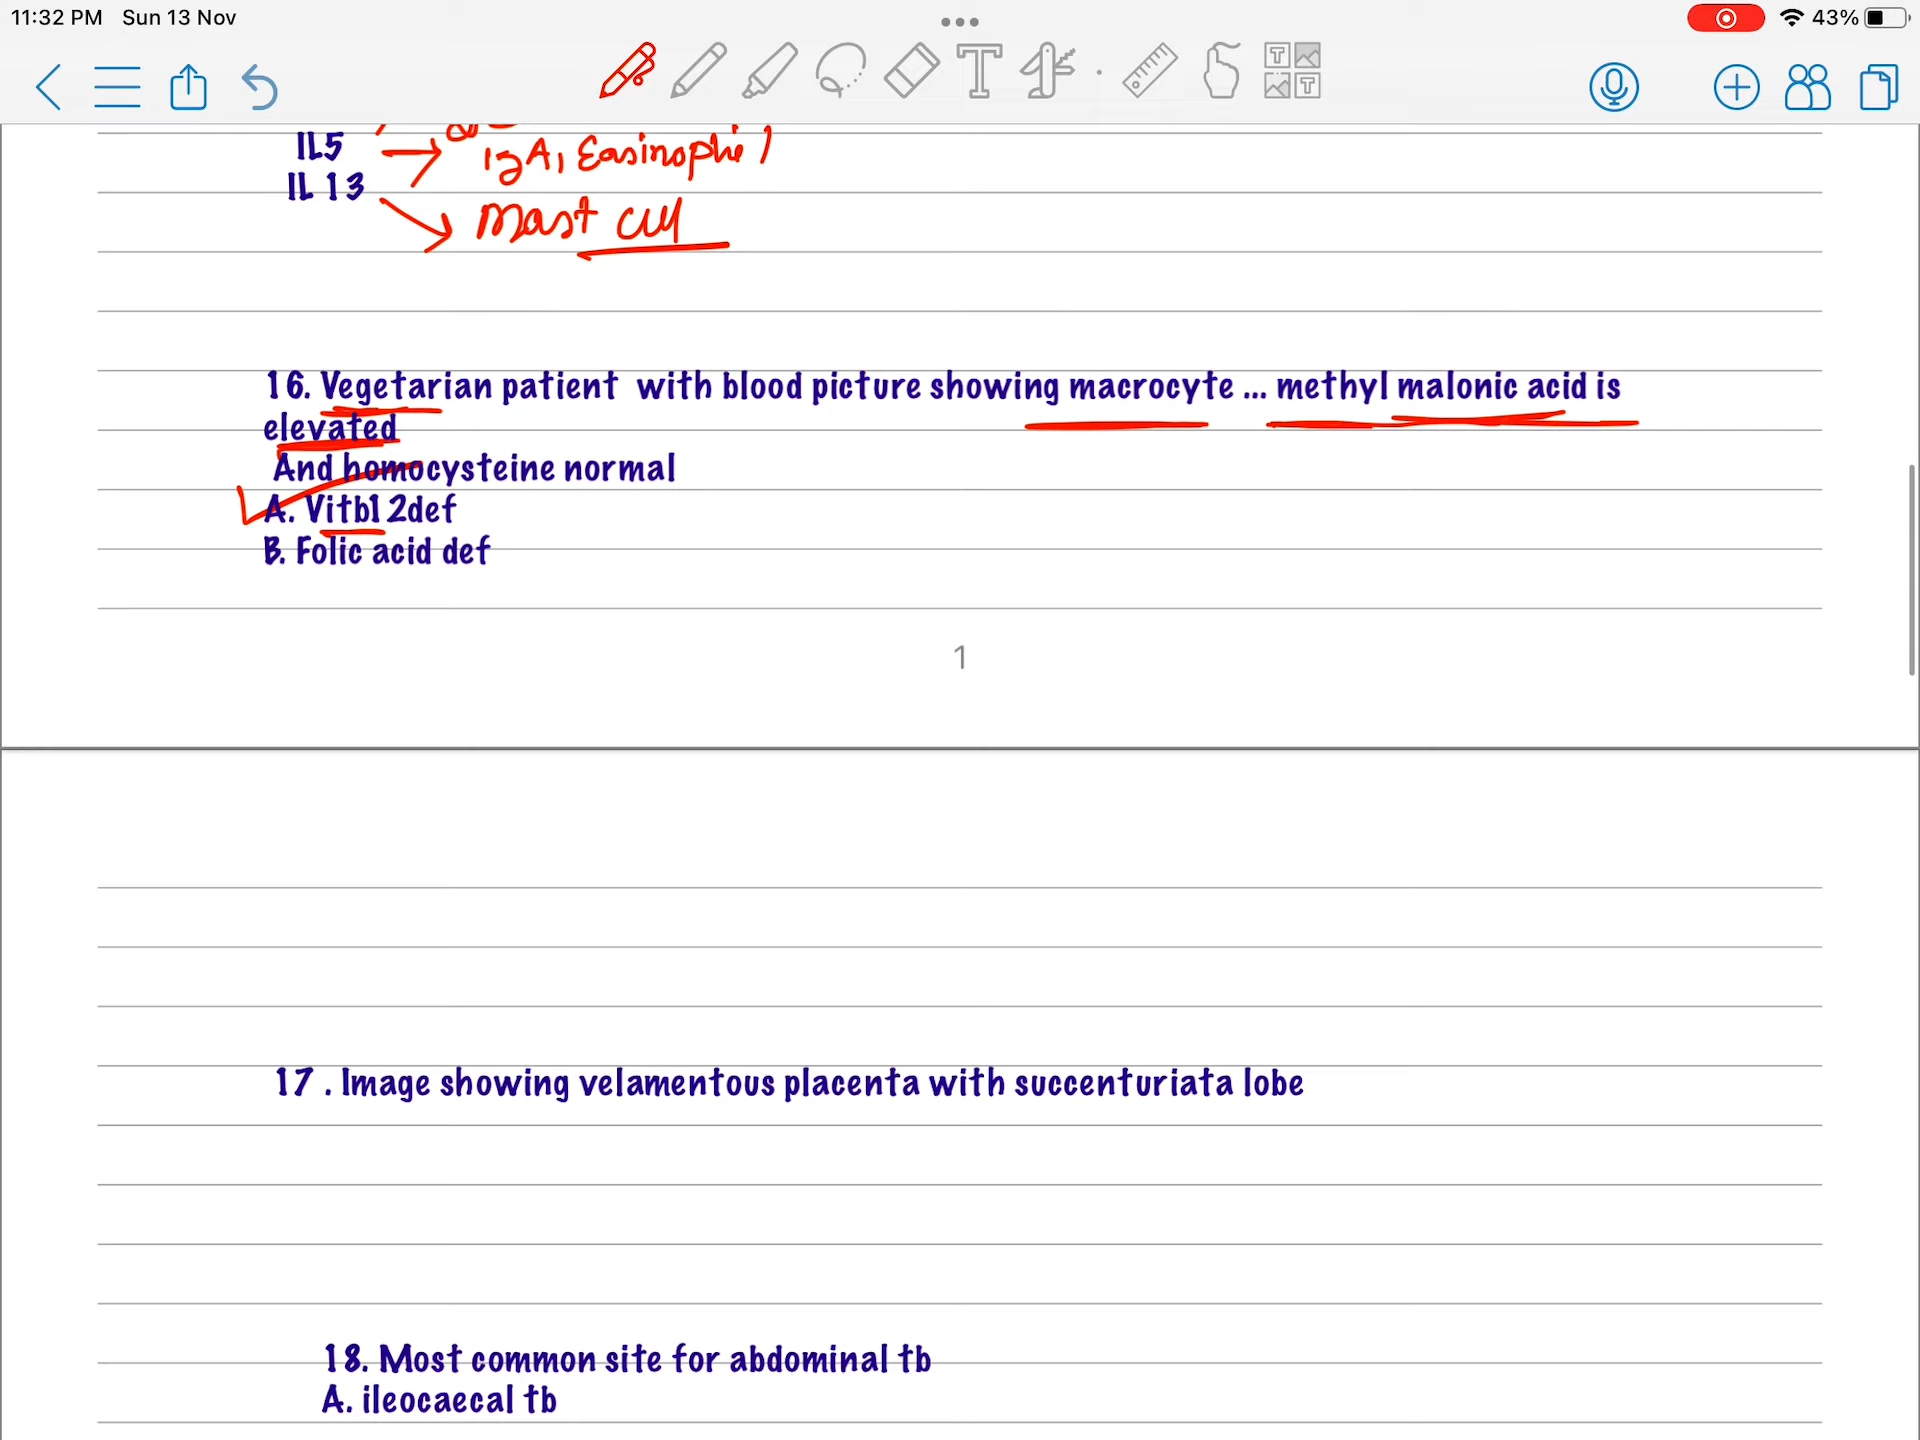 11:32 PM Sun 13 Nov
43%
IL5
IgA, Easinophil
IL 13
Mast cell
16. Vegetarian patient with blood picture showing macrocyte ... methyl malonic acid is
elevated
And homocysteine normal
A. Vitb12def
B. Folic acid def
1
17 . Image showing velamentous placenta with succenturiata lobe
18. Most common site for abdominal tb
A. ileocaecal tb